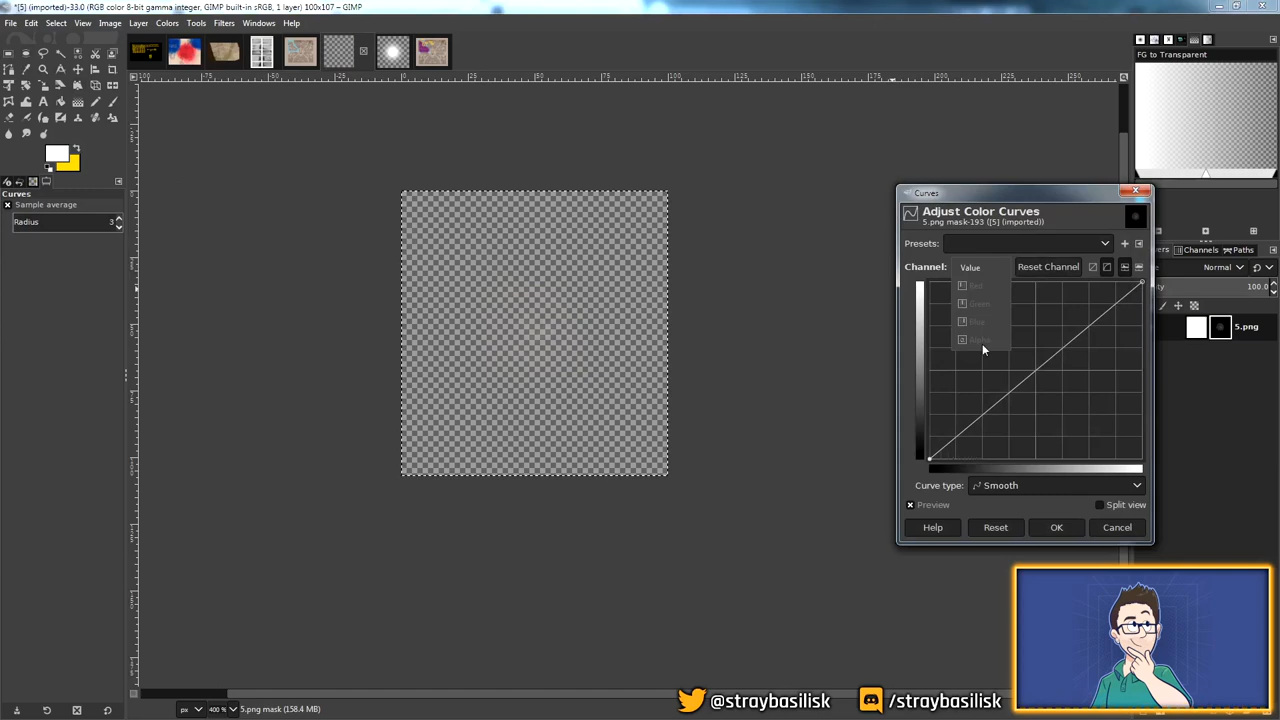 *[5] (imported)-33.0 (RGB color 8-bit gamma integer, GIMP built-in sRGB, 1 layer) 100x107 – GIMP
File Edit Select View Image Layer Colors Tools Filters Windows Help
FG to Transparent
Curves
Sample average
Radius 3
Curves
Adjust Color Curves
5.png mask-193 ([5] (imported))
Presets:
Channel: Value Reset Channel
Red
Green
Blue
Alpha
Curve type: Smooth
Preview Split view
Help Reset OK Cancel
Channels Paths
Normal
100.0
5.png
px 400 % 5.png mask (158.4 MB)
@straybasilisk /straybasilisk